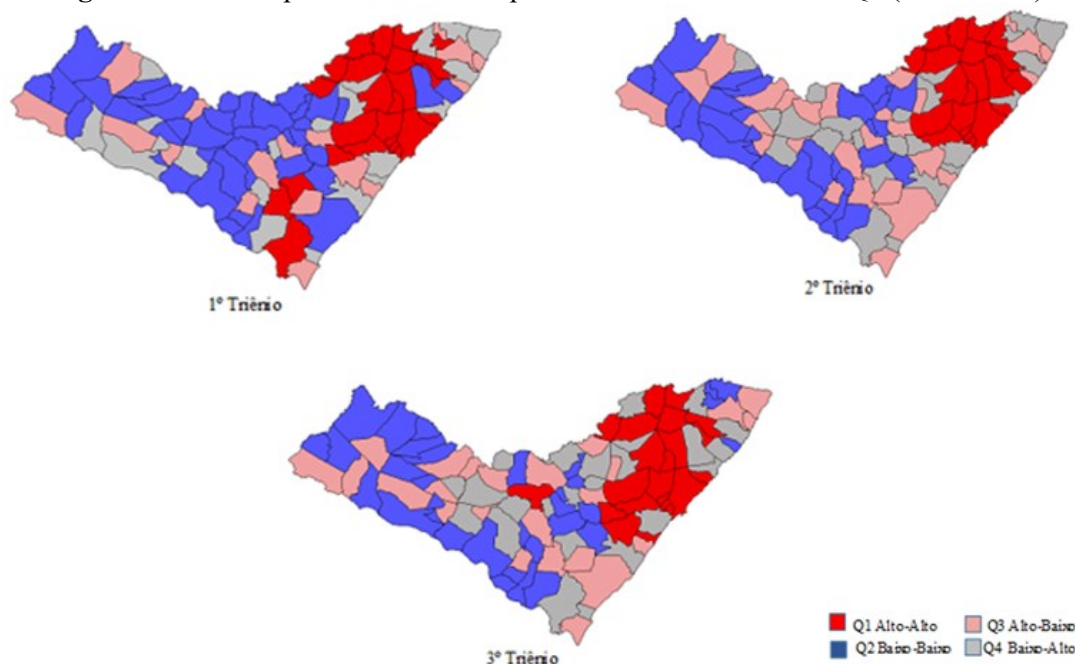 1º Triênio
2º Triênio
3º Triênio
Q1 Alto-Alto
Q3 Alto-Baixo
Q2 Baixo-Baixo
Q4 Baixo-Alto